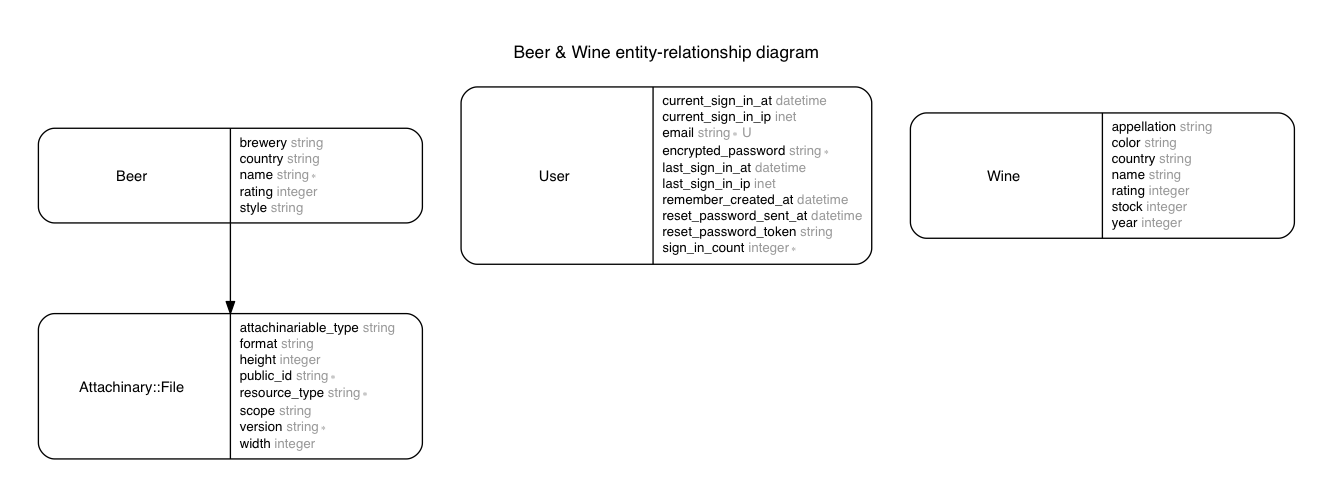 Beer & Wine entity-relationship diagram
Beer
brewery string
country string
name string •
rating integer
style string
User
current_sign_in_at datetime
current_sign_in_ip inet
email string • U
encrypted_password string •
last_sign_in_at datetime
last_sign_in_ip inet
remember_created_at datetime
reset_password_sent_at datetime
reset_password_token string
sign_in_count integer •
Wine
appellation string
color string
country string
name string
rating integer
stock integer
year integer
Attachinary::File
attachinariable_type string
format string
height integer
public_id string •
resource_type string •
scope string
version string •
width integer